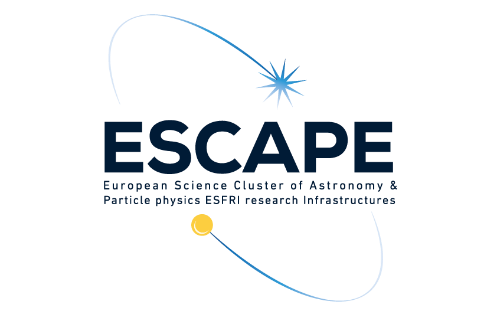 ESCAPE
European Science Cluster of Astronomy &
Particle physics ESFRI research Infrastructures